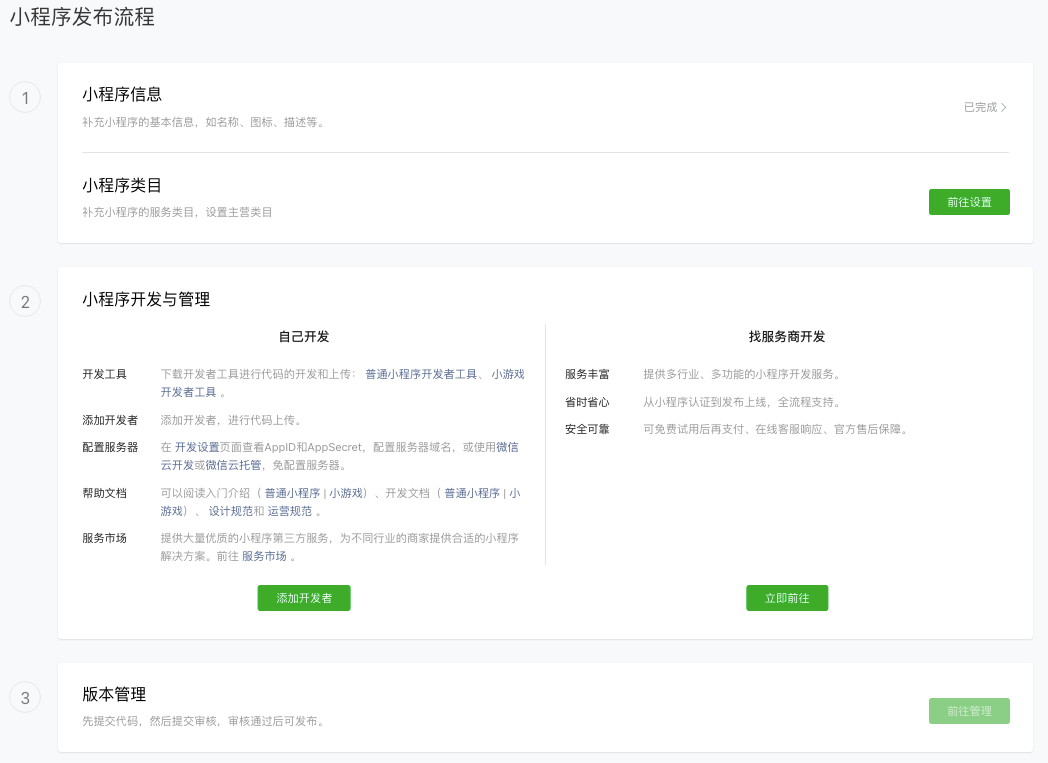 小程序发布流程
1
小程序信息
补充小程序的基本信息，如名称、图标、描述等。
已完成 >
小程序类目
补充小程序的服务类目，设置主营类目
前往设置
2
小程序开发与管理
自己开发
开发工具 下载开发者工具进行代码的开发和上传： 普通小程序开发者工具、 小游戏
开发者工具 。
添加开发者 添加开发者，进行代码上传。
配置服务器 在 开发设置页面查看AppID和AppSecret，配置服务器域名，或使用微信
云开发或微信云托管，免配置服务器。
帮助文档 可以阅读入门介绍（ 普通小程序 | 小游戏）、开发文档（ 普通小程序 | 小
游戏）、 设计规范和 运营规范 。
服务市场 提供大量优质的小程序第三方服务，为不同行业的商家提供合适的小程序
解决方案。前往 服务市场 。
添加开发者
找服务商开发
服务丰富 提供多行业、多功能的小程序开发服务。
省时省心 从小程序认证到发布上线，全流程支持。
安全可靠 可免费试用后再支付、在线客服响应、官方售后保障。
立即前往
3
版本管理
先提交代码，然后提交审核，审核通过后可发布。
前往管理